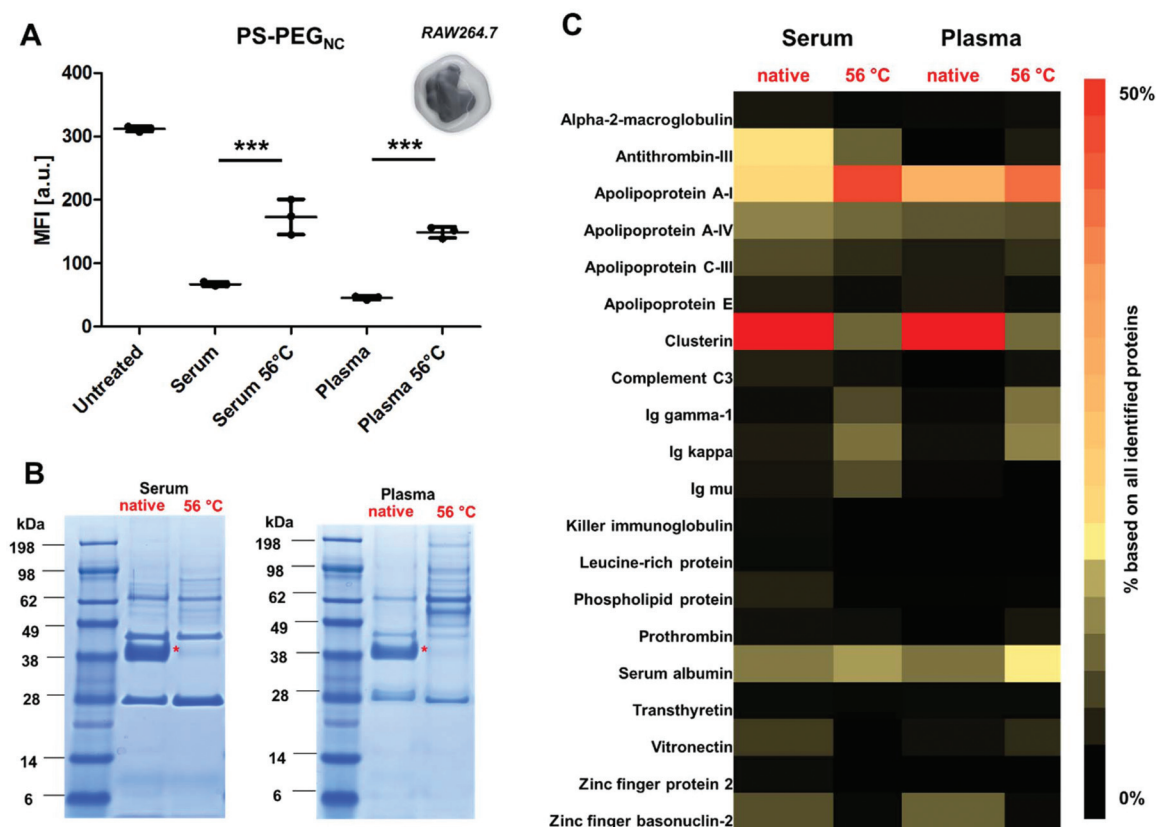 A
PS-PEGNC
RAW264.7
MFI [a.u.]
400
300
200
100
0
***
***
Untreated
Serum
Serum 56°C
Plasma
Plasma 56°C
B
Serum
native 56 °C
kDa
198
98
62
49
38
28
14
6
*
Plasma
native 56 °C
kDa
198
98
62
49
38
28
14
6
*
C
Serum Plasma
native 56 °C native 56 °C
Alpha-2-macroglobulin
Antithrombin-III
Apolipoprotein A-I
Apolipoprotein A-IV
Apolipoprotein C-III
Apolipoprotein E
Clusterin
Complement C3
Ig gamma-1
Ig kappa
Ig mu
Killer immunoglobulin
Leucine-rich protein
Phospholipid protein
Prothrombin
Serum albumin
Transthyretin
Vitronectin
Zinc finger protein 2
Zinc finger basonuclin-2
50%
% based on all identified proteins
0%